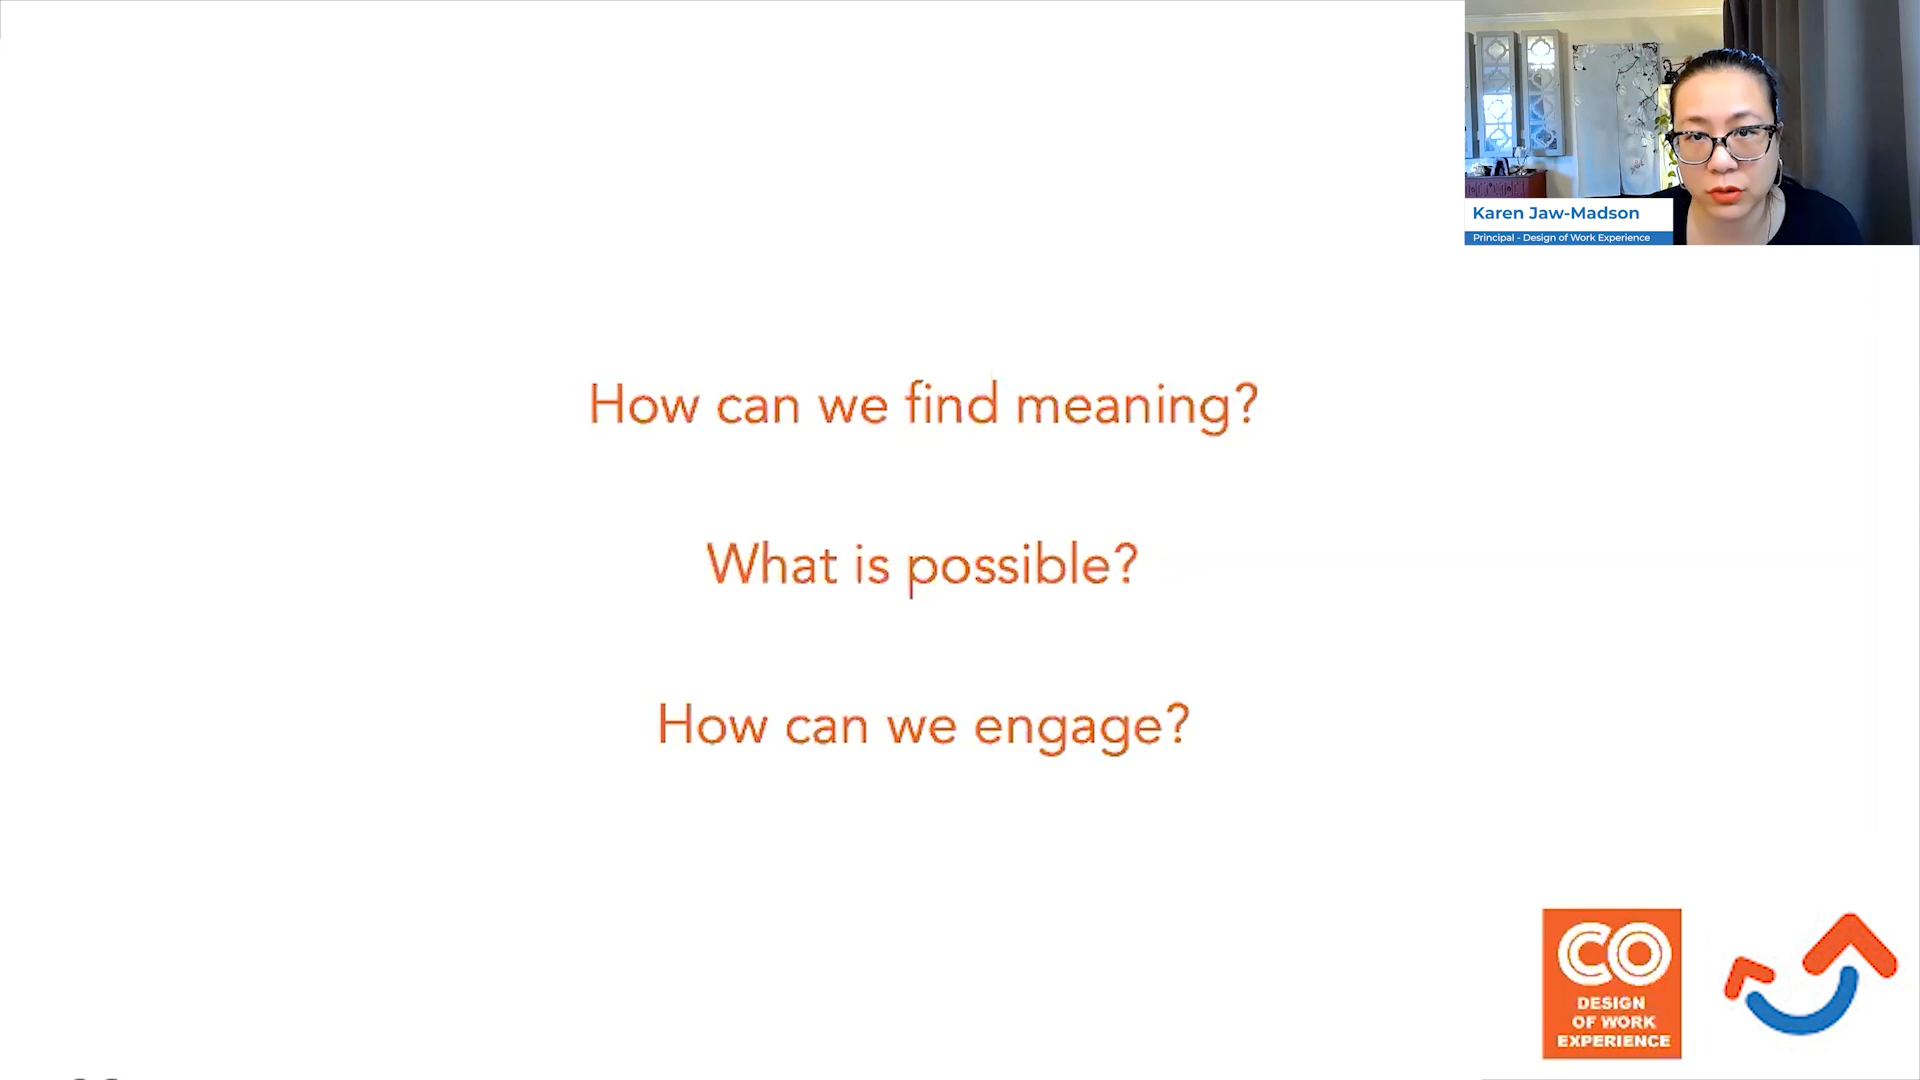 Karen Jaw-Madson
Principal - Design of Work Experience
How can we find meaning?
What is possible?
How can we engage?
CO
DESIGN
OF WORK
EXPERIENCE